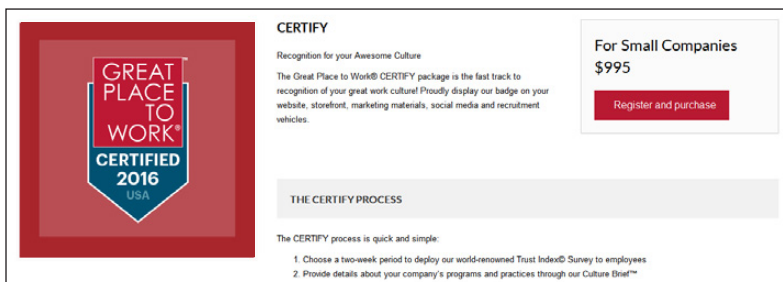 GREAT
PLACE
TO
WORK®
CERTIFIED
2016
USA
CERTIFY
Recognition for your Awesome Culture
The Great Place to Work® CERTIFY package is the fast track to
recognition of your great work culture! Proudly display our badge on your
website, storefront, marketing materials, social media and recruitment
vehicles.
For Small Companies
$995
Register and purchase
THE CERTIFY PROCESS
The CERTIFY process is quick and simple:
1. Choose a two-week period to deploy our world-renowned Trust Index© Survey to employees
2. Provide details about your company's programs and practices through our Culture Brief™